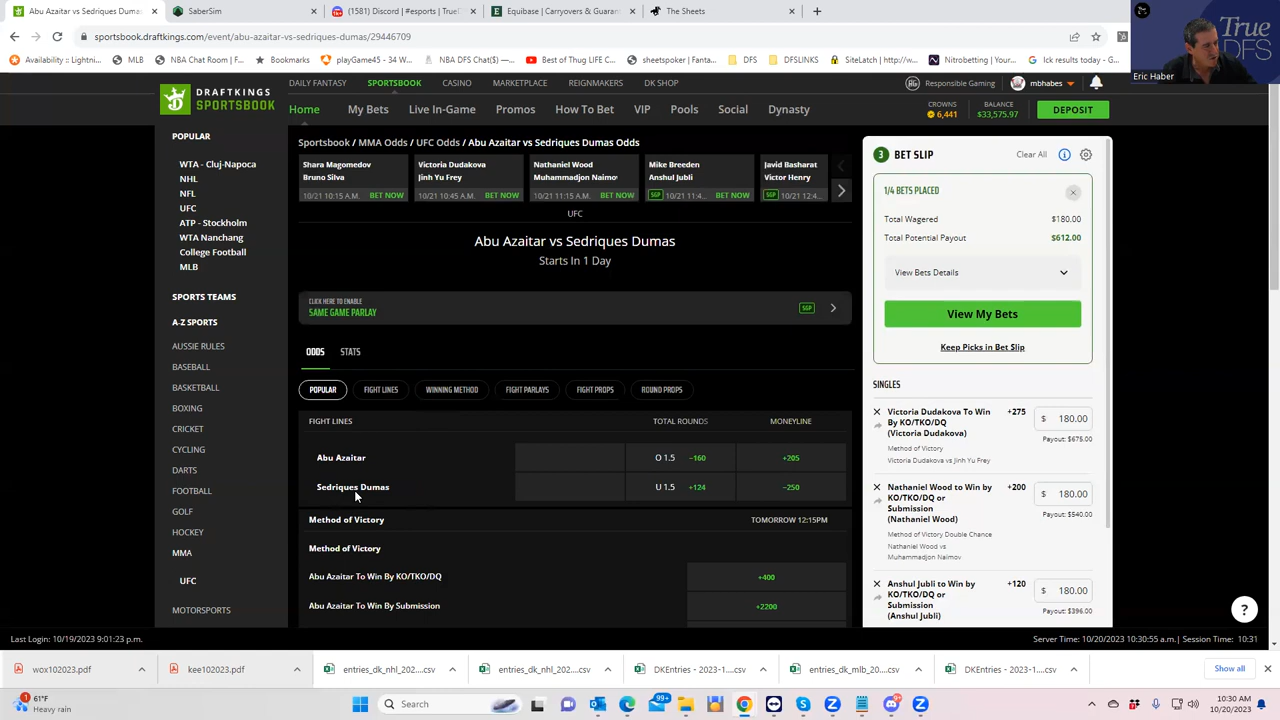 Abu Azaitar vs Sedriques Dumas
SaberSim
(1581) Discord | #esports | TrueD
Equibase | Carryovers & Guaran
The Sheets
sportsbook.draftkings.com/event/abu-azaitar-vs-sedriques-dumas/29446709
Availability :: Lightni... MLB NBA Chat Room! -... Bookmarks playGame45 - 34 W... NBA DFS Chat($) —... Best of Thug LIFE C... sheetspoker | Fanta... DFS DFSLINKS SiteLatch | http://w... Nitrobetting | Your... Ick results today - G...
True
DFS
Eric Haber
DRAFTKINGS
SPORTSBOOK
DAILY FANTASY SPORTSBOOK CASINO MARKETPLACE REIGNMAKERS DK SHOP
Responsible Gaming
mbhabes
Home My Bets Live In-Game Promos How To Bet VIP Pools Social Dynasty
CROWNS
6,441
BALANCE
$33,575.97
DEPOSIT
POPULAR
WTA - Cluj-Napoca
NHL
NFL
UFC
ATP - Stockholm
WTA Nanchang
College Football
MLB
SPORTS TEAMS
A-Z SPORTS
AUSSIE RULES
BASEBALL
BASKETBALL
BOXING
CRICKET
CYCLING
DARTS
FOOTBALL
GOLF
HOCKEY
MMA
UFC
MOTORSPORTS
Sportsbook / MMA Odds / UFC Odds / Abu Azaitar vs Sedriques Dumas Odds
Shara Magomedov
Bruno Silva
10/21 10:15 A.M. BET NOW
Victoria Dudakova
Jin Yu Frey
10/21 10:45 A.M. BET NOW
Nathaniel Wood
Muhammadjon Naimov
10/21 11:15 A.M. BET NOW
Mike Breeden
Anshul Jubli
SGP 10/21 11:4... BET NOW
Javid Basharat
Victor Henry
SGP 10/21 12:4...
UFC
Abu Azaitar vs Sedriques Dumas
Starts In 1 Day
CLICK HERE TO ENABLE
SAME GAME PARLAY
SGP
ODDS STATS
POPULAR FIGHT LINES WINNING METHOD FIGHT PARLAYS FIGHT PROPS ROUND PROPS
FIGHT LINES TOTAL ROUNDS MONEYLINE
Abu Azaitar O 1.5 −160 +205
Sedriques Dumas U 1.5 +124 −250
Method of Victory TOMORROW 12:15PM
Method of Victory
Abu Azaitar To Win By KO/TKO/DQ +400
Abu Azaitar To Win By Submission +2200
3 BET SLIP
Clear All
1/4 BETS PLACED
Total Wagered $180.00
Total Potential Payout $612.00
View Bets Details
View My Bets
Keep Picks in Bet Slip
SINGLES
Victoria Dudakova To Win
By KO/TKO/DQ
(Victoria Dudakova)
+275
$ 180.00
Payout: $675.00
Method of Victory
Victoria Dudakova vs Jinh Yu Frey
Nathaniel Wood to Win by
KO/TKO/DQ or
Submission
(Nathaniel Wood)
+200
$ 180.00
Payout: $540.00
Method of Victory Double Chance
Nathaniel Wood vs
Muhammadjon Naimov
Anshul Jubli to Win by
KO/TKO/DQ or
Submission
(Anshul Jubli)
+120
$ 180.00
Payout: $396.00
?
Last Login: 10/19/2023 9:01:23 p.m.
Server Time: 10/20/2023 10:30:55 a.m.| Session Time: 10:31
wox102023.pdf
kee102023.pdf
entries_dk_nhl_202....csv
entries_dk_nhl_202....csv
DKEntries - 2023-1....csv
entries_dk_mlb_20....csv
DKEntries - 2023-1....csv
Show all
1
61°F
Heavy rain
Search
99+
10:30 AM
10/20/2023